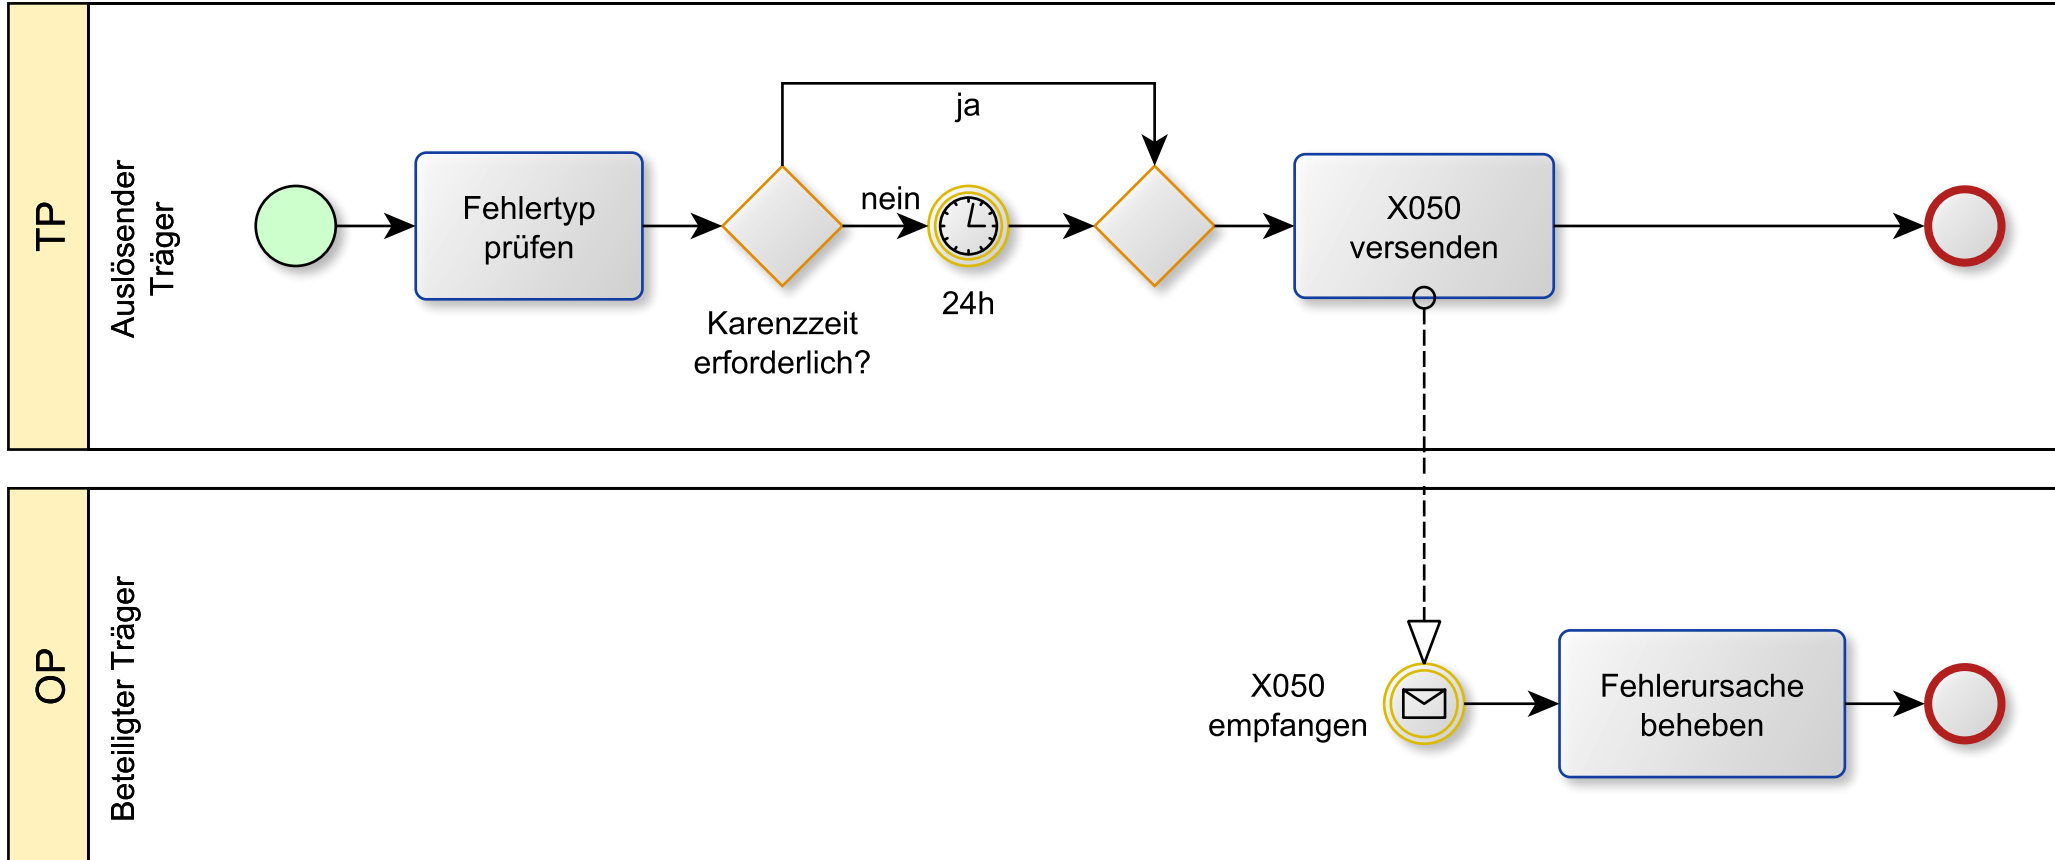 TP
Auslösender
Träger
Fehlertyp
prüfen
Karenzzeit
erforderlich?
ja
nein
24h
X050
versenden
OP
Beteiligter Träger
X050
empfangen
Fehlerursache
beheben